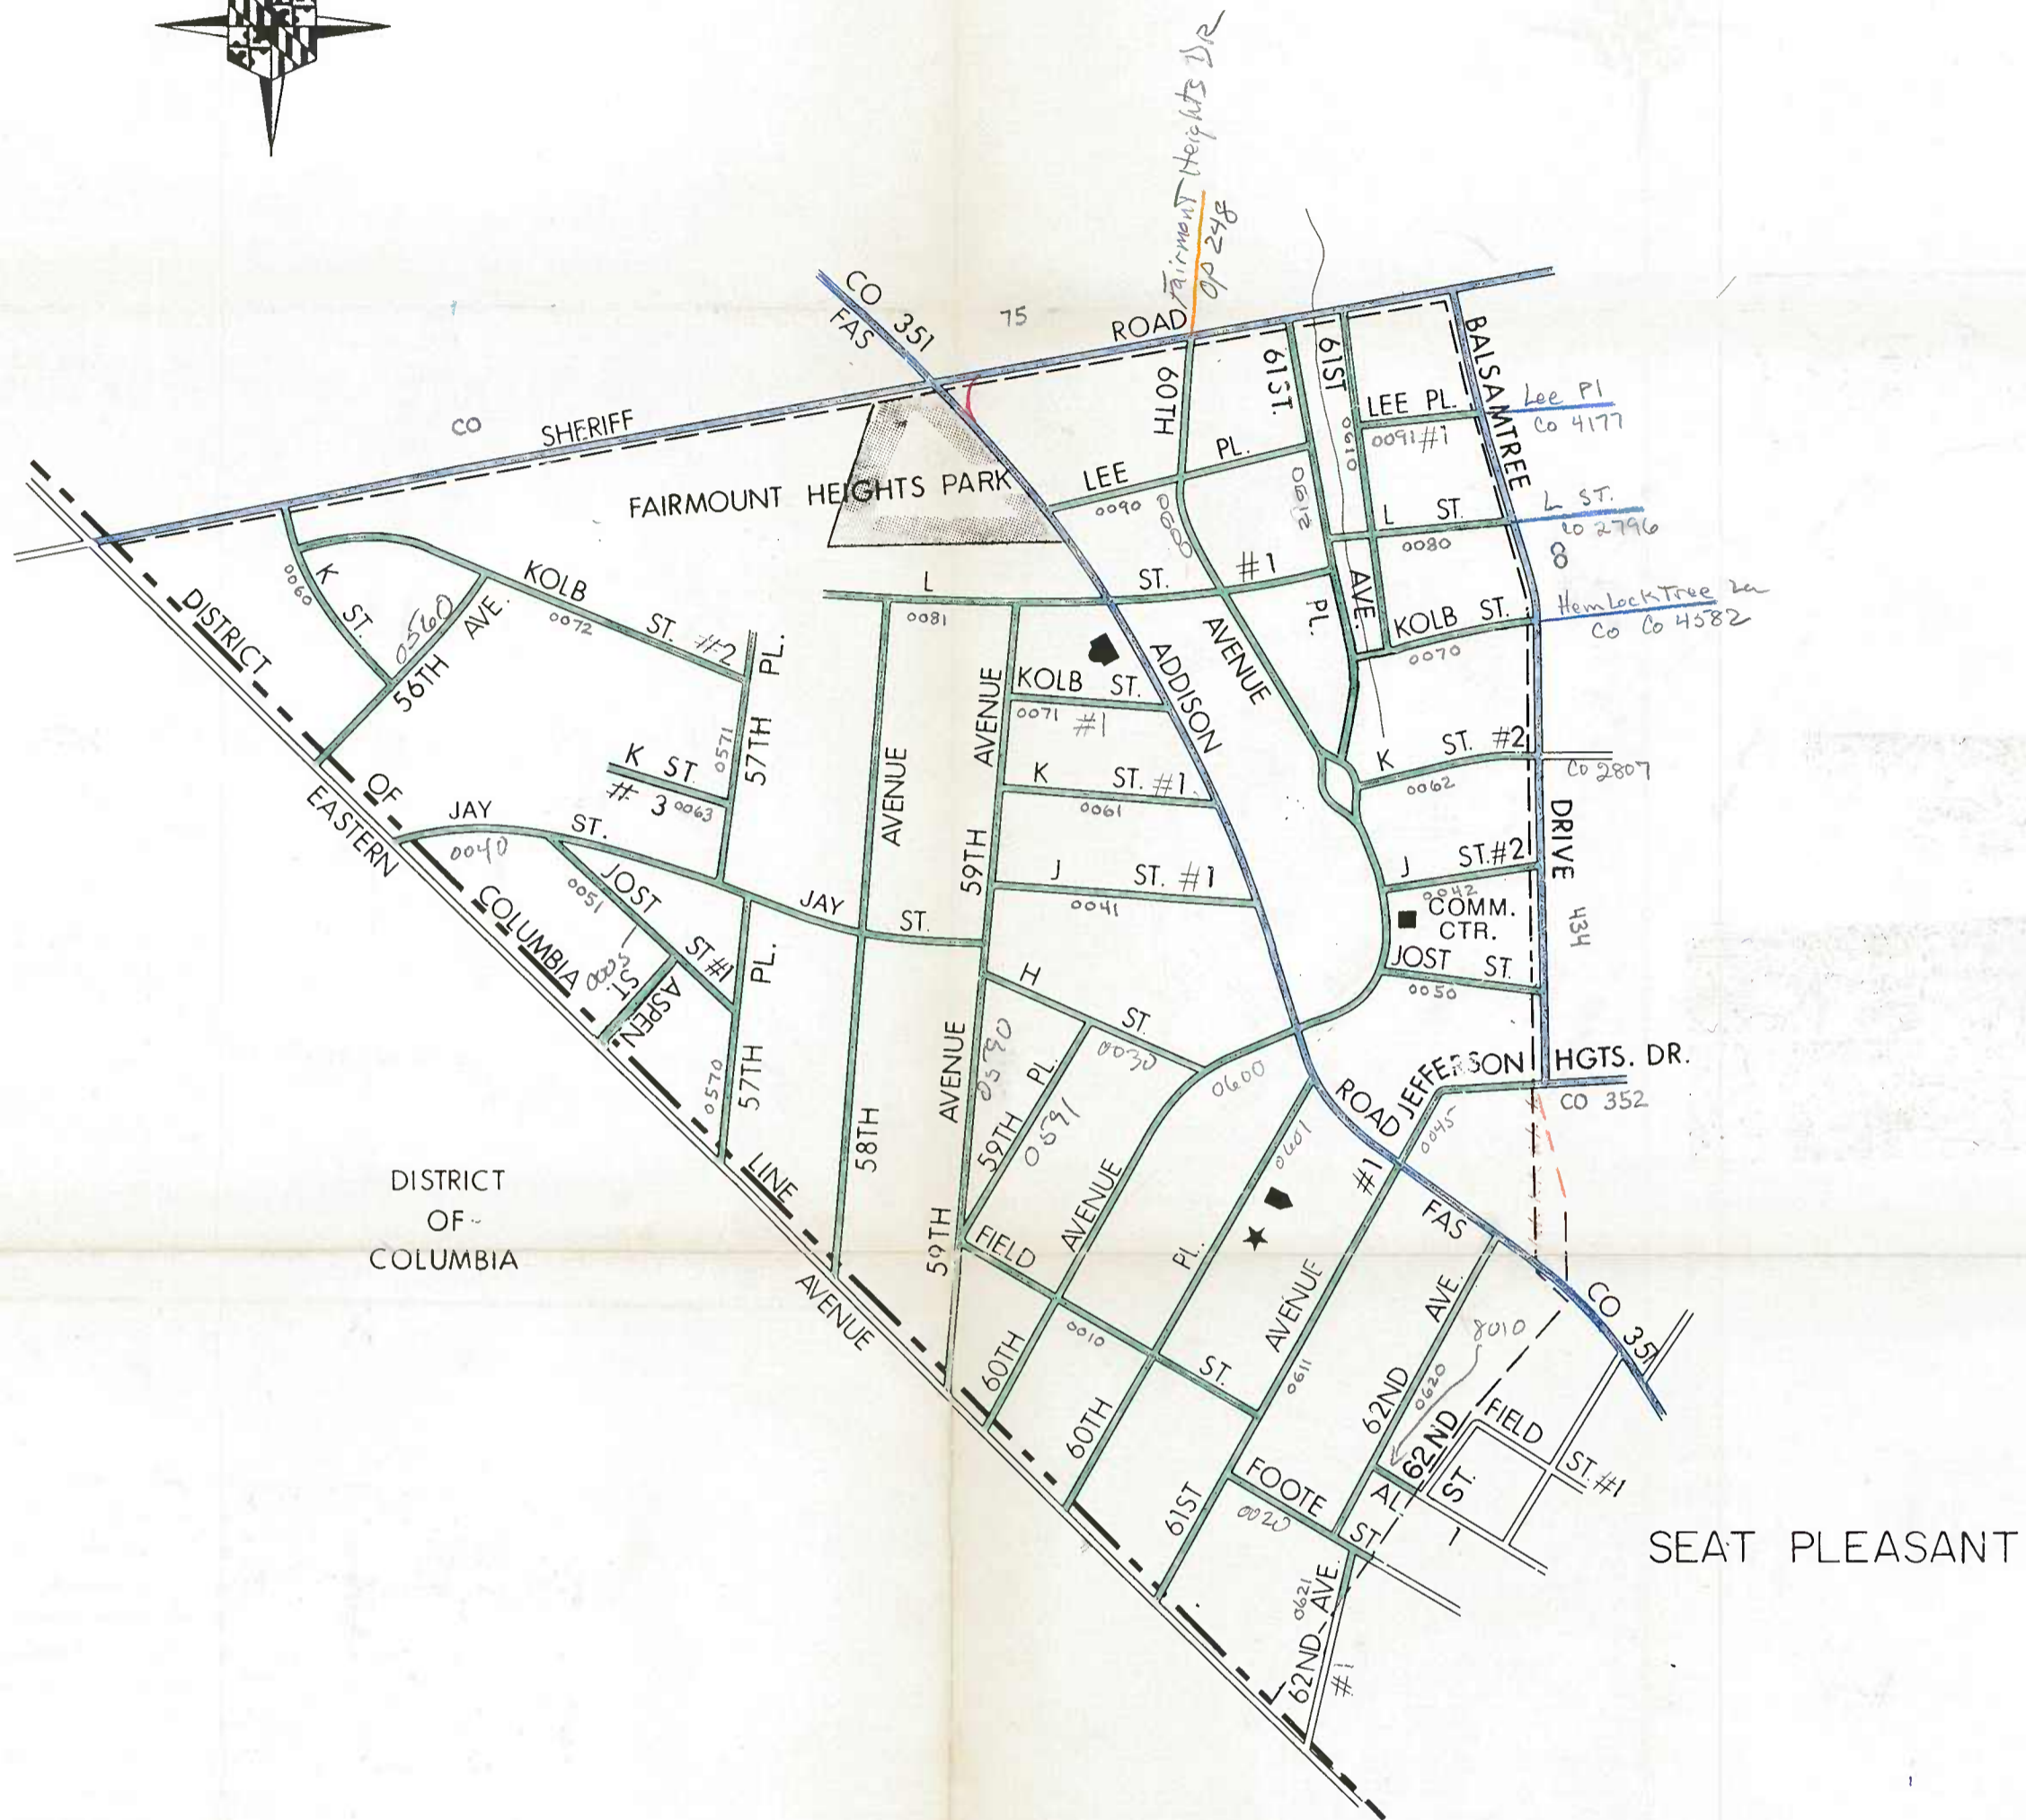 Fairmont Heights DR
OP 248
CO 351
FAS
75
CO
SHERIFF
ROAD
60TH
61ST.
61ST
BALSAMTREE
LEE PL.
0091 #1
Lee Pl
Co 4177
0610
FAIRMOUNT HEIGHTS PARK
LEE
PL.
0090
0600
0612
L
ST.
0080
L ST.
Co 2796
8
K
ST.
0060
0560
56TH
AVE.
KOLB
ST.
#2
0072
PL.
L
ST.
#1
0081
PL.
AVE.
KOLB ST.
0070
HemLockTree
Co Co 4582
DISTRICT
OF
COLUMBIA
LINE
EASTERN
AVENUE
57TH
0571
K ST.
# 3 0063
AVENUE
AVENUE
KOLB ST.
0071 #1
ADDISON
AVENUE
K
ST. #1
0061
K
ST. #2
0062
CO 2807
JAY
ST.
0040
JOST
ST #1
0051
0005
ST.
ASPEN
PL.
57TH
0570
JAY
ST.
59TH
J
ST. #1
0041
J
ST. #2
0042
COMM.
CTR.
DRIVE
434
JOST ST.
0050
H
ST.
0030
AVENUE
0590
59TH
PL.
0591
0600
58TH
ROAD
JEFFERSON HGTS. DR.
CO 352
0045
#1
0601
DISTRICT
OF
COLUMBIA
59TH
FIELD
ST.
0010
AVENUE
60TH
PL.
60TH
AVENUE
0611
61ST
FAS
CO 351
AVE.
62ND
0620
8010
62ND
ST.
FIELD
ST. #1
AL
1
FOOTE
ST.
0020
0621
62ND AVE.
#1
SEAT PLEASANT